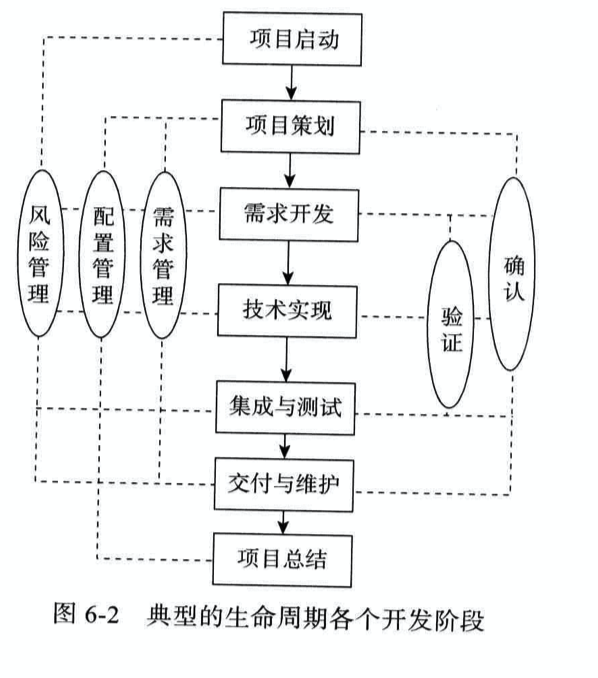 项目启动
项目策划
需求开发
技术实现
集成与测试
交付与维护
项目总结
风险管理
配置管理
需求管理
验证
确认
图 6-2 典型的生命周期各个开发阶段